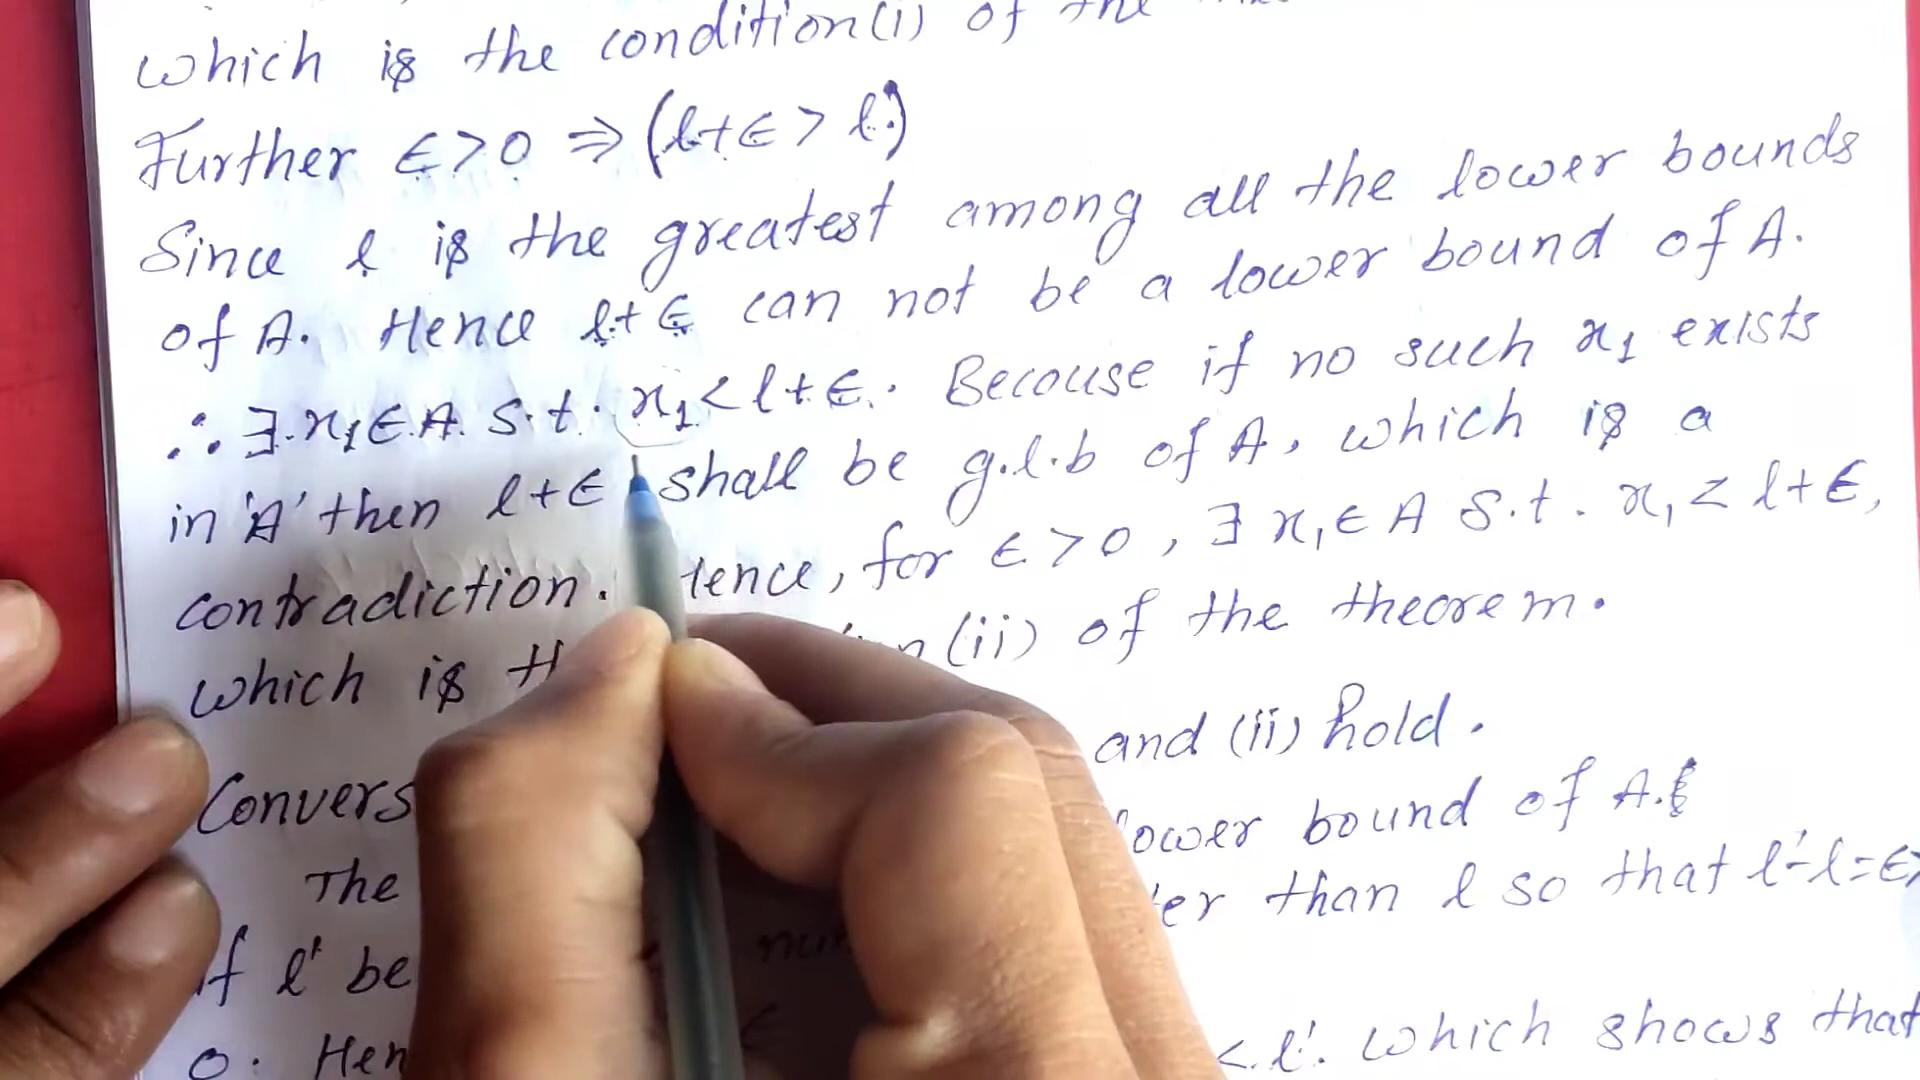 which is the condition(i) of the
Further ∈>0 ⇒ (l+∈ > l.)
Since l is the greatest among all the lower bounds
of A. Hence l+∈ can not be a lower bound of A.
∴ ∃ x₁∈A s.t. x₁<l+∈. Becouse if no such x₁ exists
in 'A' then l+∈ shall be g.l.b of A, which is a
contradiction. Hence, for ∈>0, ∃ x₁∈A s.t. x₁<l+∈,
which is (ii) of the theorem.
and (ii) hold.
Convers lower bound of A.
The than l so that l'-l=∈>
if l' be
0. Hen < l'. which shows that